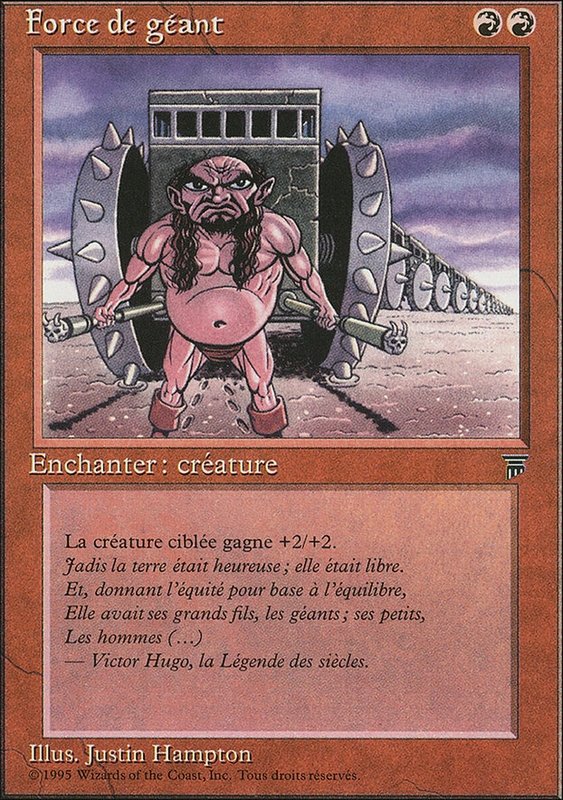 Force de géant
Enchanter : créature
La créature ciblée gagne +2/+2.
Jadis la terre était heureuse ; elle était libre.
Et, donnant l'équité pour base à l'équilibre,
Elle avait ses grands fils, les géants ; ses petits,
Les hommes (…)
— Victor Hugo, la Légende des siècles.
Illus. Justin Hampton
© 1995 Wizards of the Coast, Inc. Tous droits réservés.